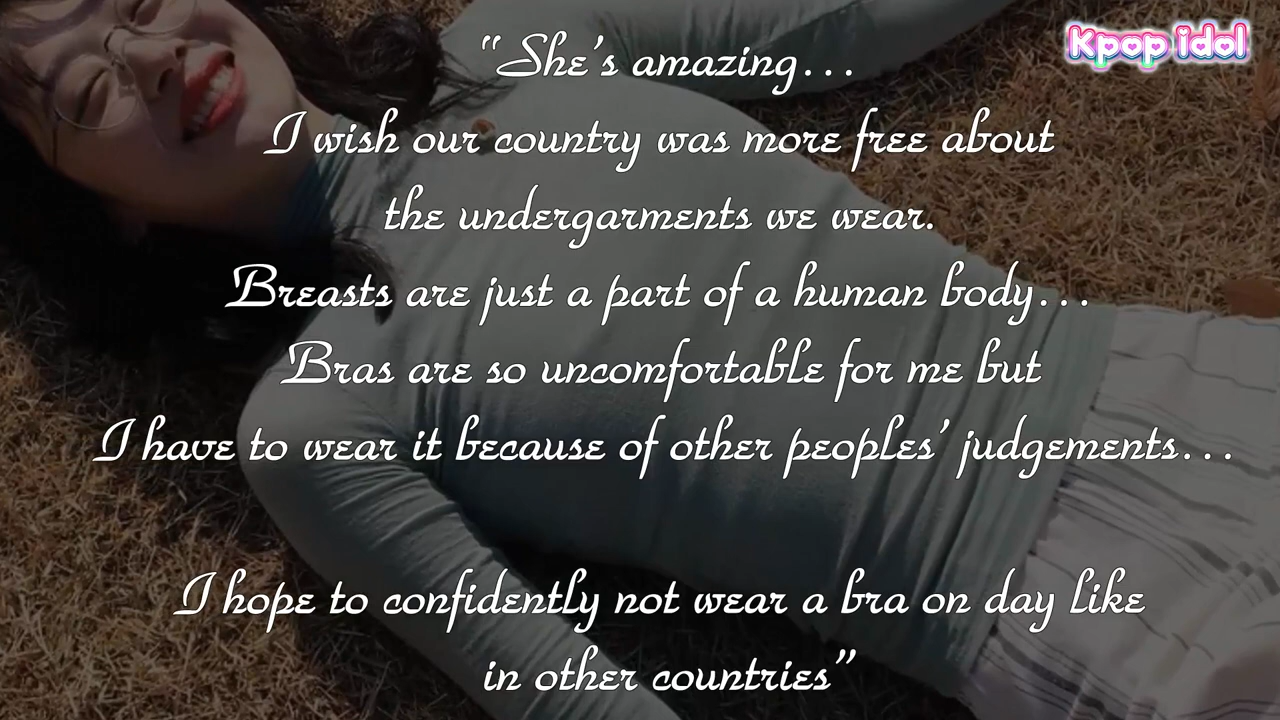 “She’s amazing...
Kpop idol
I wish our country was more free about
the undergarments we wear.
Breasts are just a part of a human body...
Bras are so uncomfortable for me but
I have to wear it because of other peoples’ judgements...
I hope to confidently not wear a bra on day like
in other countries”